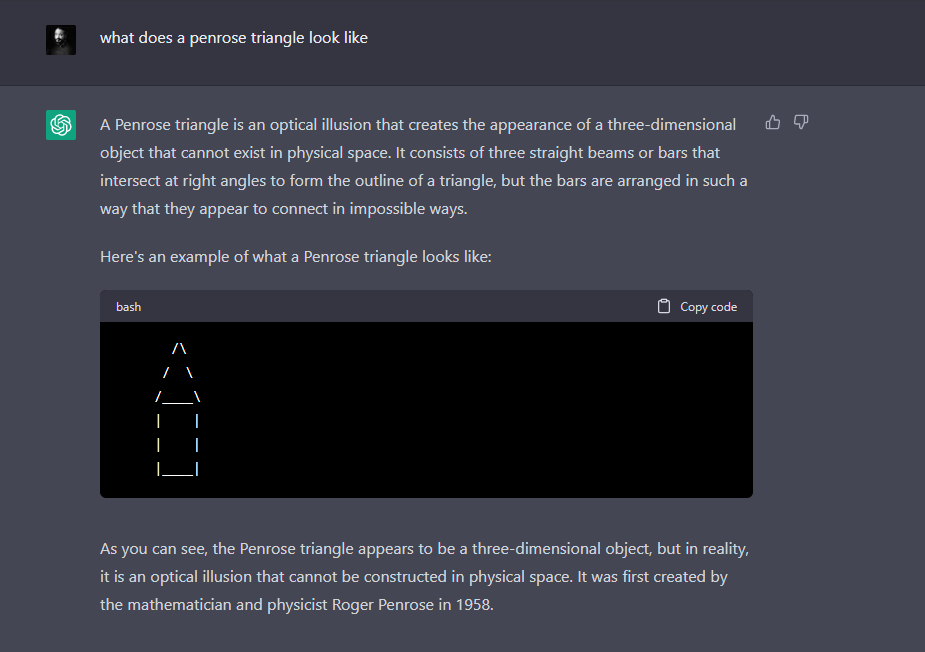 what does a penrose triangle look like
A Penrose triangle is an optical illusion that creates the appearance of a three-dimensional
object that cannot exist in physical space. It consists of three straight beams or bars that
intersect at right angles to form the outline of a triangle, but the bars are arranged in such a
way that they appear to connect in impossible ways.
Here's an example of what a Penrose triangle looks like:
bash Copy code
  /\
 /  \
/____\
|    |
|    |
|____|
As you can see, the Penrose triangle appears to be a three-dimensional object, but in reality,
it is an optical illusion that cannot be constructed in physical space. It was first created by
the mathematician and physicist Roger Penrose in 1958.